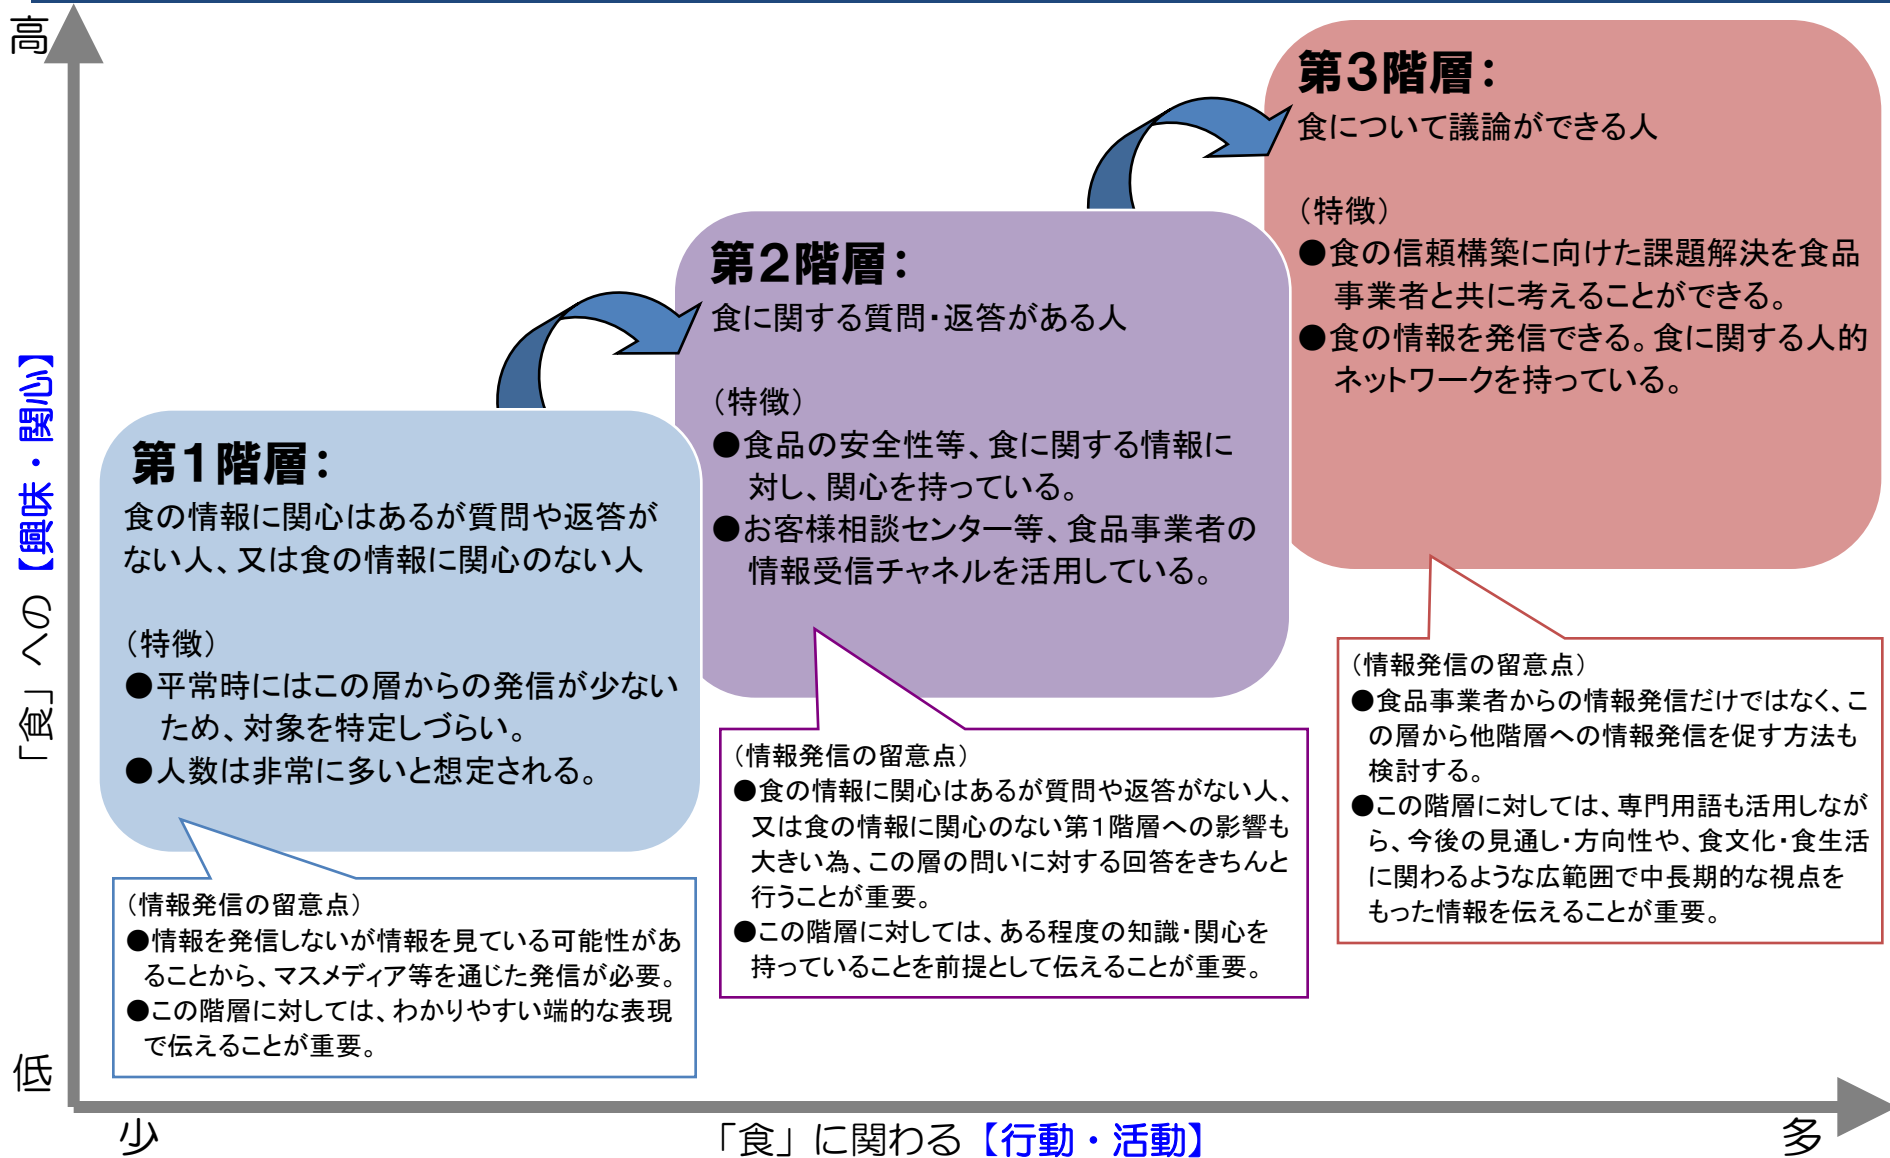 高
「食」への【興味・関心】
低
第1階層：
食の情報に関心はあるが質問や返答が
ない人、又は食の情報に関心のない人
（特徴）
●平常時にはこの層からの発信が少ない
ため、対象を特定しづらい。
●人数は非常に多いと想定される。
（情報発信の留意点）
●情報を発信しないが情報を見ている可能性があ
ることから、マスメディア等を通じた発信が必要。
●この階層に対しては、わかりやすい端的な表現
で伝えることが重要。
第2階層：
食に関する質問・返答がある人
（特徴）
●食品の安全性等、食に関する情報に
対し、関心を持っている。
●お客様相談センター等、食品事業者の
情報受信チャネルを活用している。
（情報発信の留意点）
●食の情報に関心はあるが質問や返答がない人、
又は食の情報に関心のない第1階層への影響も
大きい為、この層の問いに対する回答をきちんと
行うことが重要。
●この階層に対しては、ある程度の知識・関心を
持っていることを前提として伝えることが重要。
第3階層：
食について議論ができる人
（特徴）
●食の信頼構築に向けた課題解決を食品
事業者と共に考えることができる。
●食の情報を発信できる。食に関する人的
ネットワークを持っている。
（情報発信の留意点）
●食品事業者からの情報発信だけではなく、こ
の層から他階層への情報発信を促す方法も
検討する。
●この階層に対しては、専門用語も活用しなが
ら、今後の見通し・方向性や、食文化・食生活
に関わるような広範囲で中長期的な視点を
もった情報を伝えることが重要。
少
「食」に関わる【行動・活動】
多